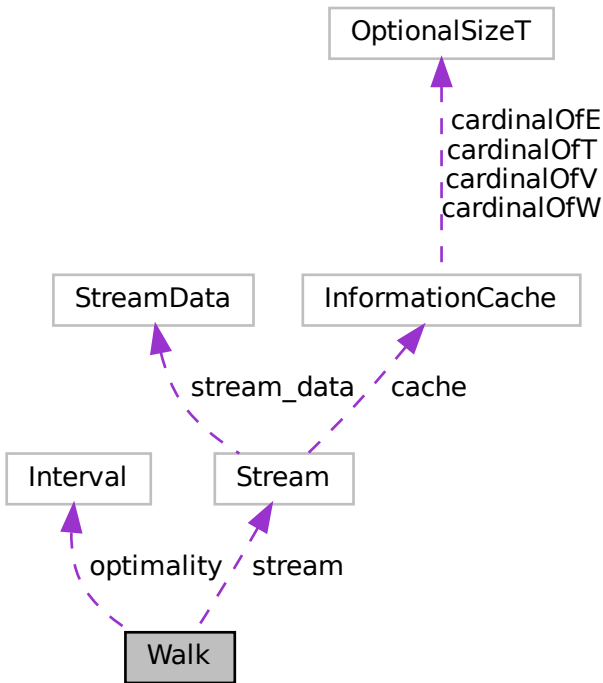 OptionalSizeT
cardinalOfE
cardinalOfT
cardinalOfV
cardinalOfW
StreamData
InformationCache
stream_data
cache
Interval
Stream
optimality
stream
Walk